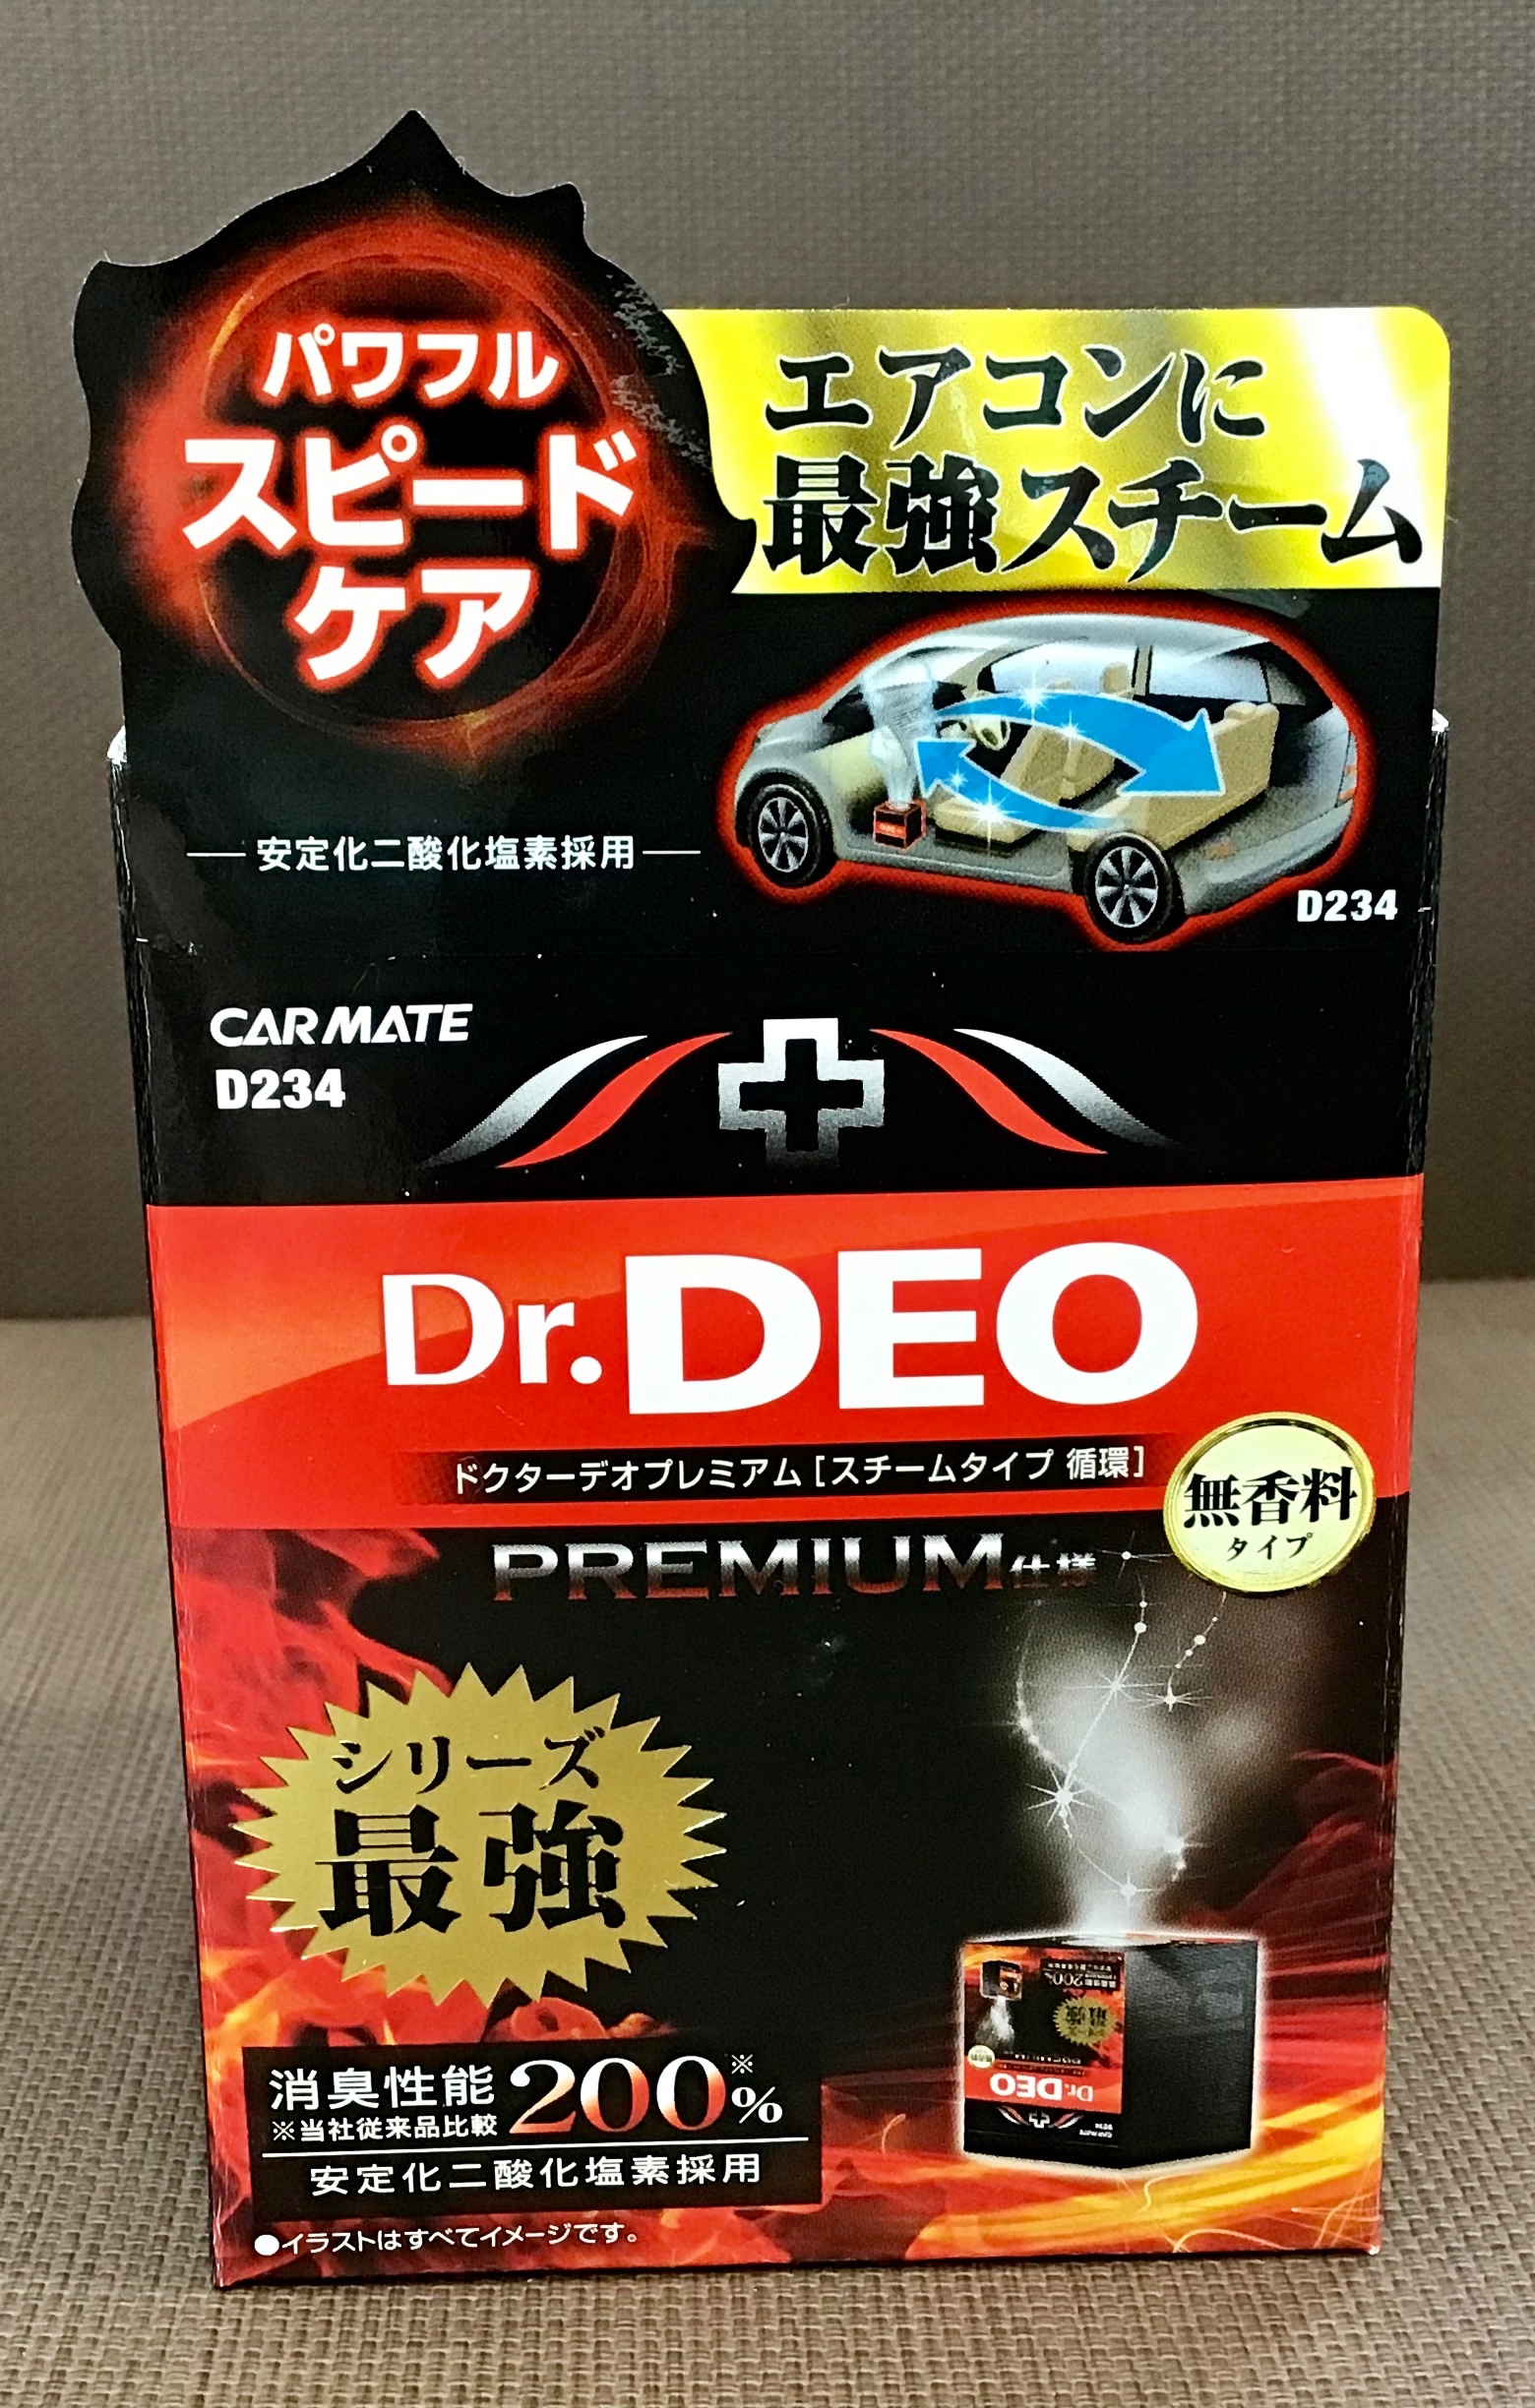 パワフル
スピード
ケア
エアコンに
最強スチーム
安定化二酸化塩素採用
D234
CARMATE
D234
Dr.DEO
ドクターデオプレミアム[スチームタイプ 循環]
無香料
タイプ
PREMIUM仕様
シリーズ
最強
消臭性能 200※%
※当社従来品比較
安定化二酸化塩素採用
●イラストはすべてイメージです。
Dr.DEO
200%